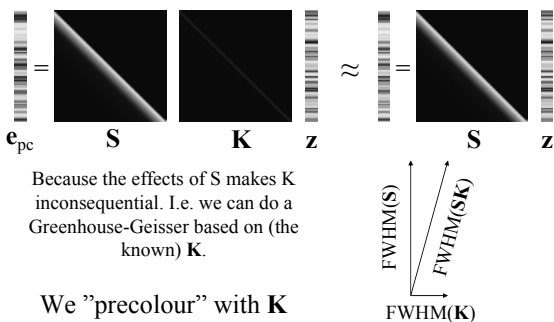 = ≈ =
e_pc S K z S z
Because the effects of S makes K
inconsequential. I.e. we can do a
Greenhouse-Geisser based on (the
known) K.
We ”precolour” with K
FWHM(S)
FWHM(SK)
FWHM(K)